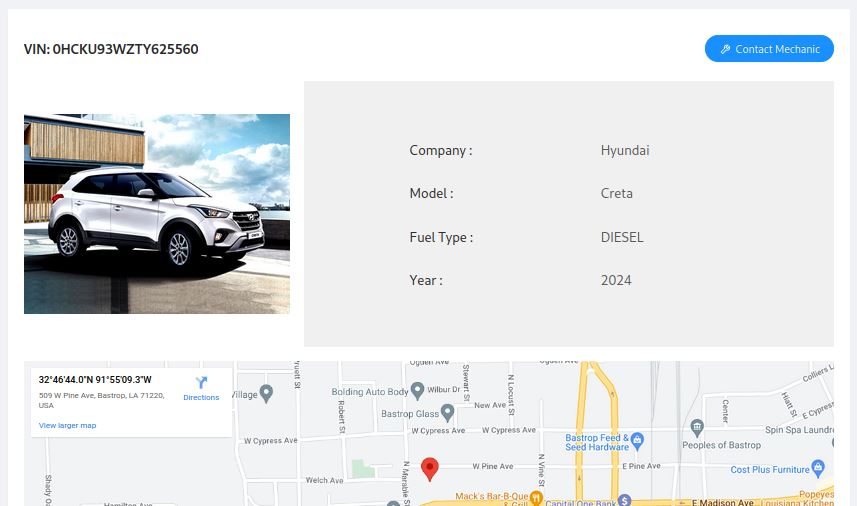 VIN: 0HCKU93WZTY625560
Contact Mechanic
Company :
Hyundai
Model :
Creta
Fuel Type :
DIESEL
Year :
2024
32°46'44.0"N 91°55'09.3"W
509 W Pine Ave, Bastrop, LA 71220,
USA
Directions
View larger map
Village
Bolding Auto Body
Wilbur Dr
Bastrop Glass
New Ave
W Cypress Ave
W Cypress Ave
W Cypress Ave
Robert St
Stewart St
N Locust St
Ogden Ave
Ogden Ave
Bastrop Feed &
Seed Hardware
Peoples of Bastrop
Center
Hiatt St
Colliers L
E Cypress
Spin Spa Laundro
W Pine Ave
E Pine Ave
Cost Plus Furniture
Welch Ave
N Marable St
N Vine St
Shady Oa
Hamilton Ave
Mack's Bar-B-Que
& Grill
Capital One Bank
E Madison Ave
Popeyes
Louisiana Kitchen